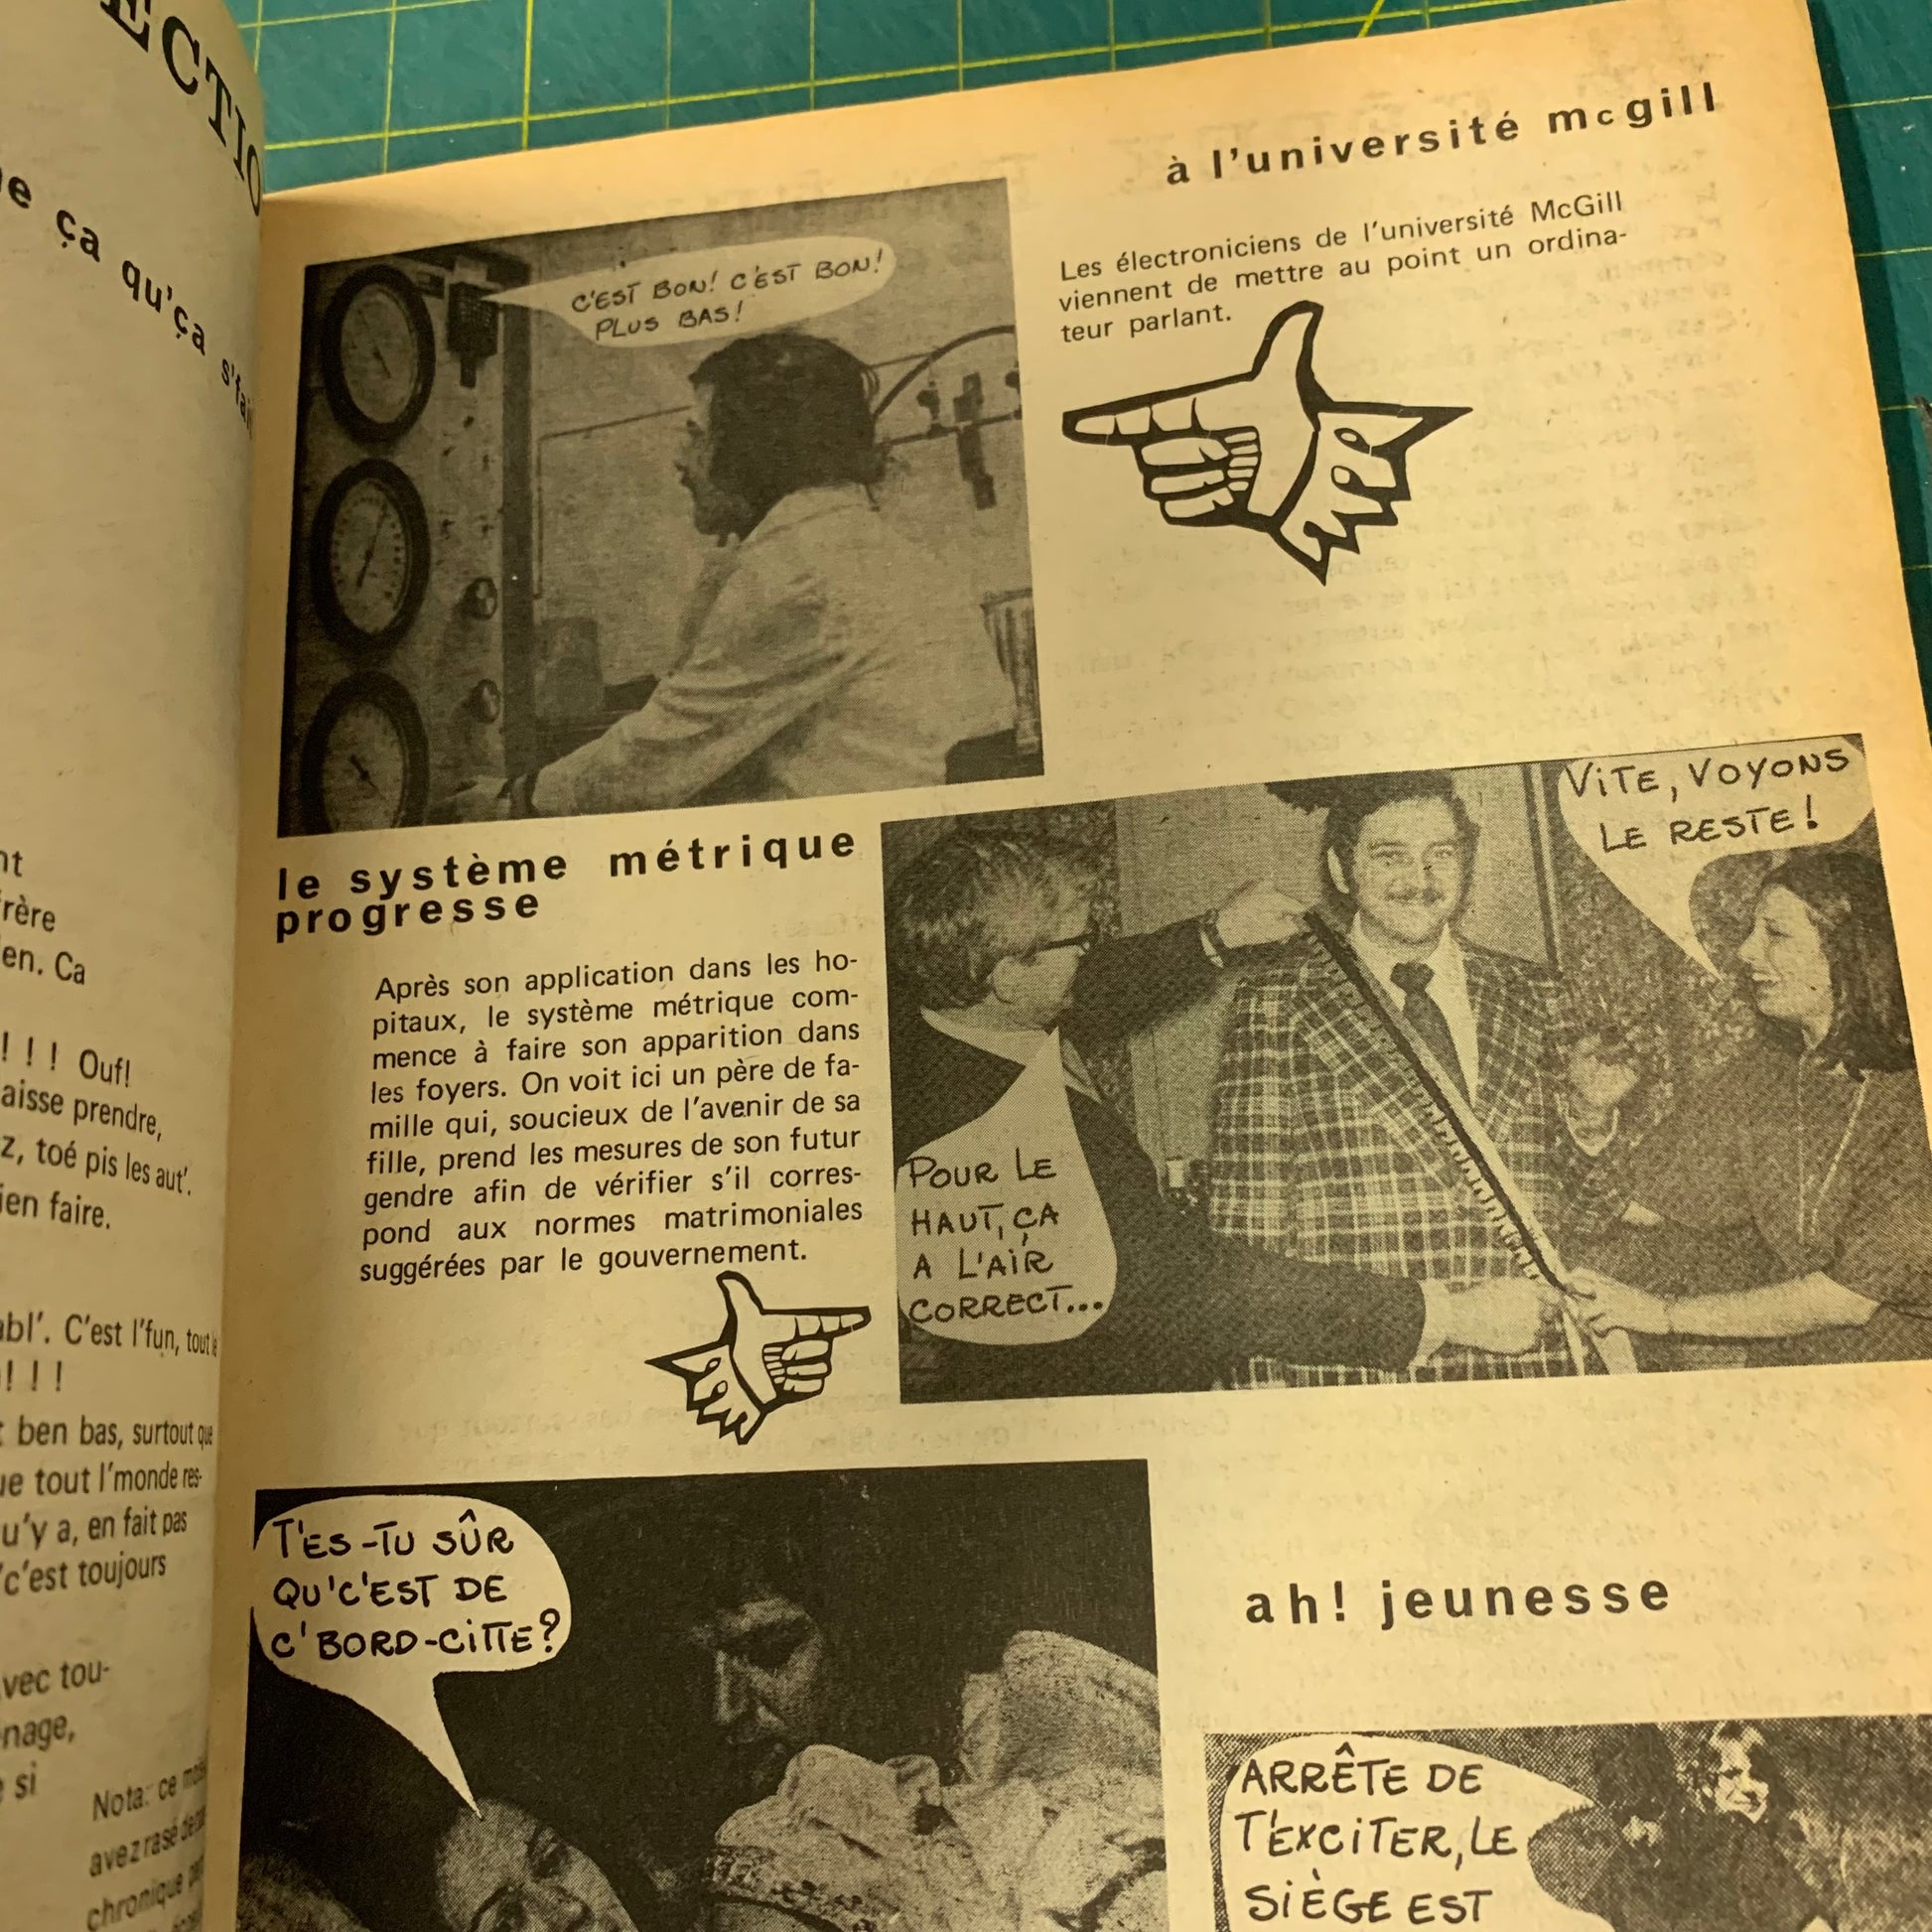 ECTIO
ça qu'ça
rère
en. Ca
! ! ! Ouf!
aisse prendre,
z, toé pis les aut'.
ien faire.
abl'. C'est l'fun, tout
! ! !
ben bas, surtout que
ue tout l'monde res-
u'y a, en fait pas
c'est toujours
vec tou-
nage,
si
Nota: ce
avez rasé
chronique
C'EST BON! C'EST BON!
PLUS BAS!
à l'université mcgill
Les électroniciens de l'université McGill
viennent de mettre au point un ordina-
teur parlant.
le système métrique
progresse
Après son application dans les ho-
pitaux, le système métrique com-
mence à faire son apparition dans
les foyers. On voit ici un père de fa-
mille qui, soucieux de l'avenir de sa
fille, prend les mesures de son futur
gendre afin de vérifier s'il corres-
pond aux normes matrimoniales
suggérées par le gouvernement.
VITE, VOYONS
LE RESTE!
POUR LE
HAUT, ÇA
A L'AIR
CORRECT...
T'ES-TU SÛR
QU'C'EST DE
C'BORD-CITTE?
ah! jeunesse
ARRÊTE DE
T'EXCITER, LE
SIÈGE EST